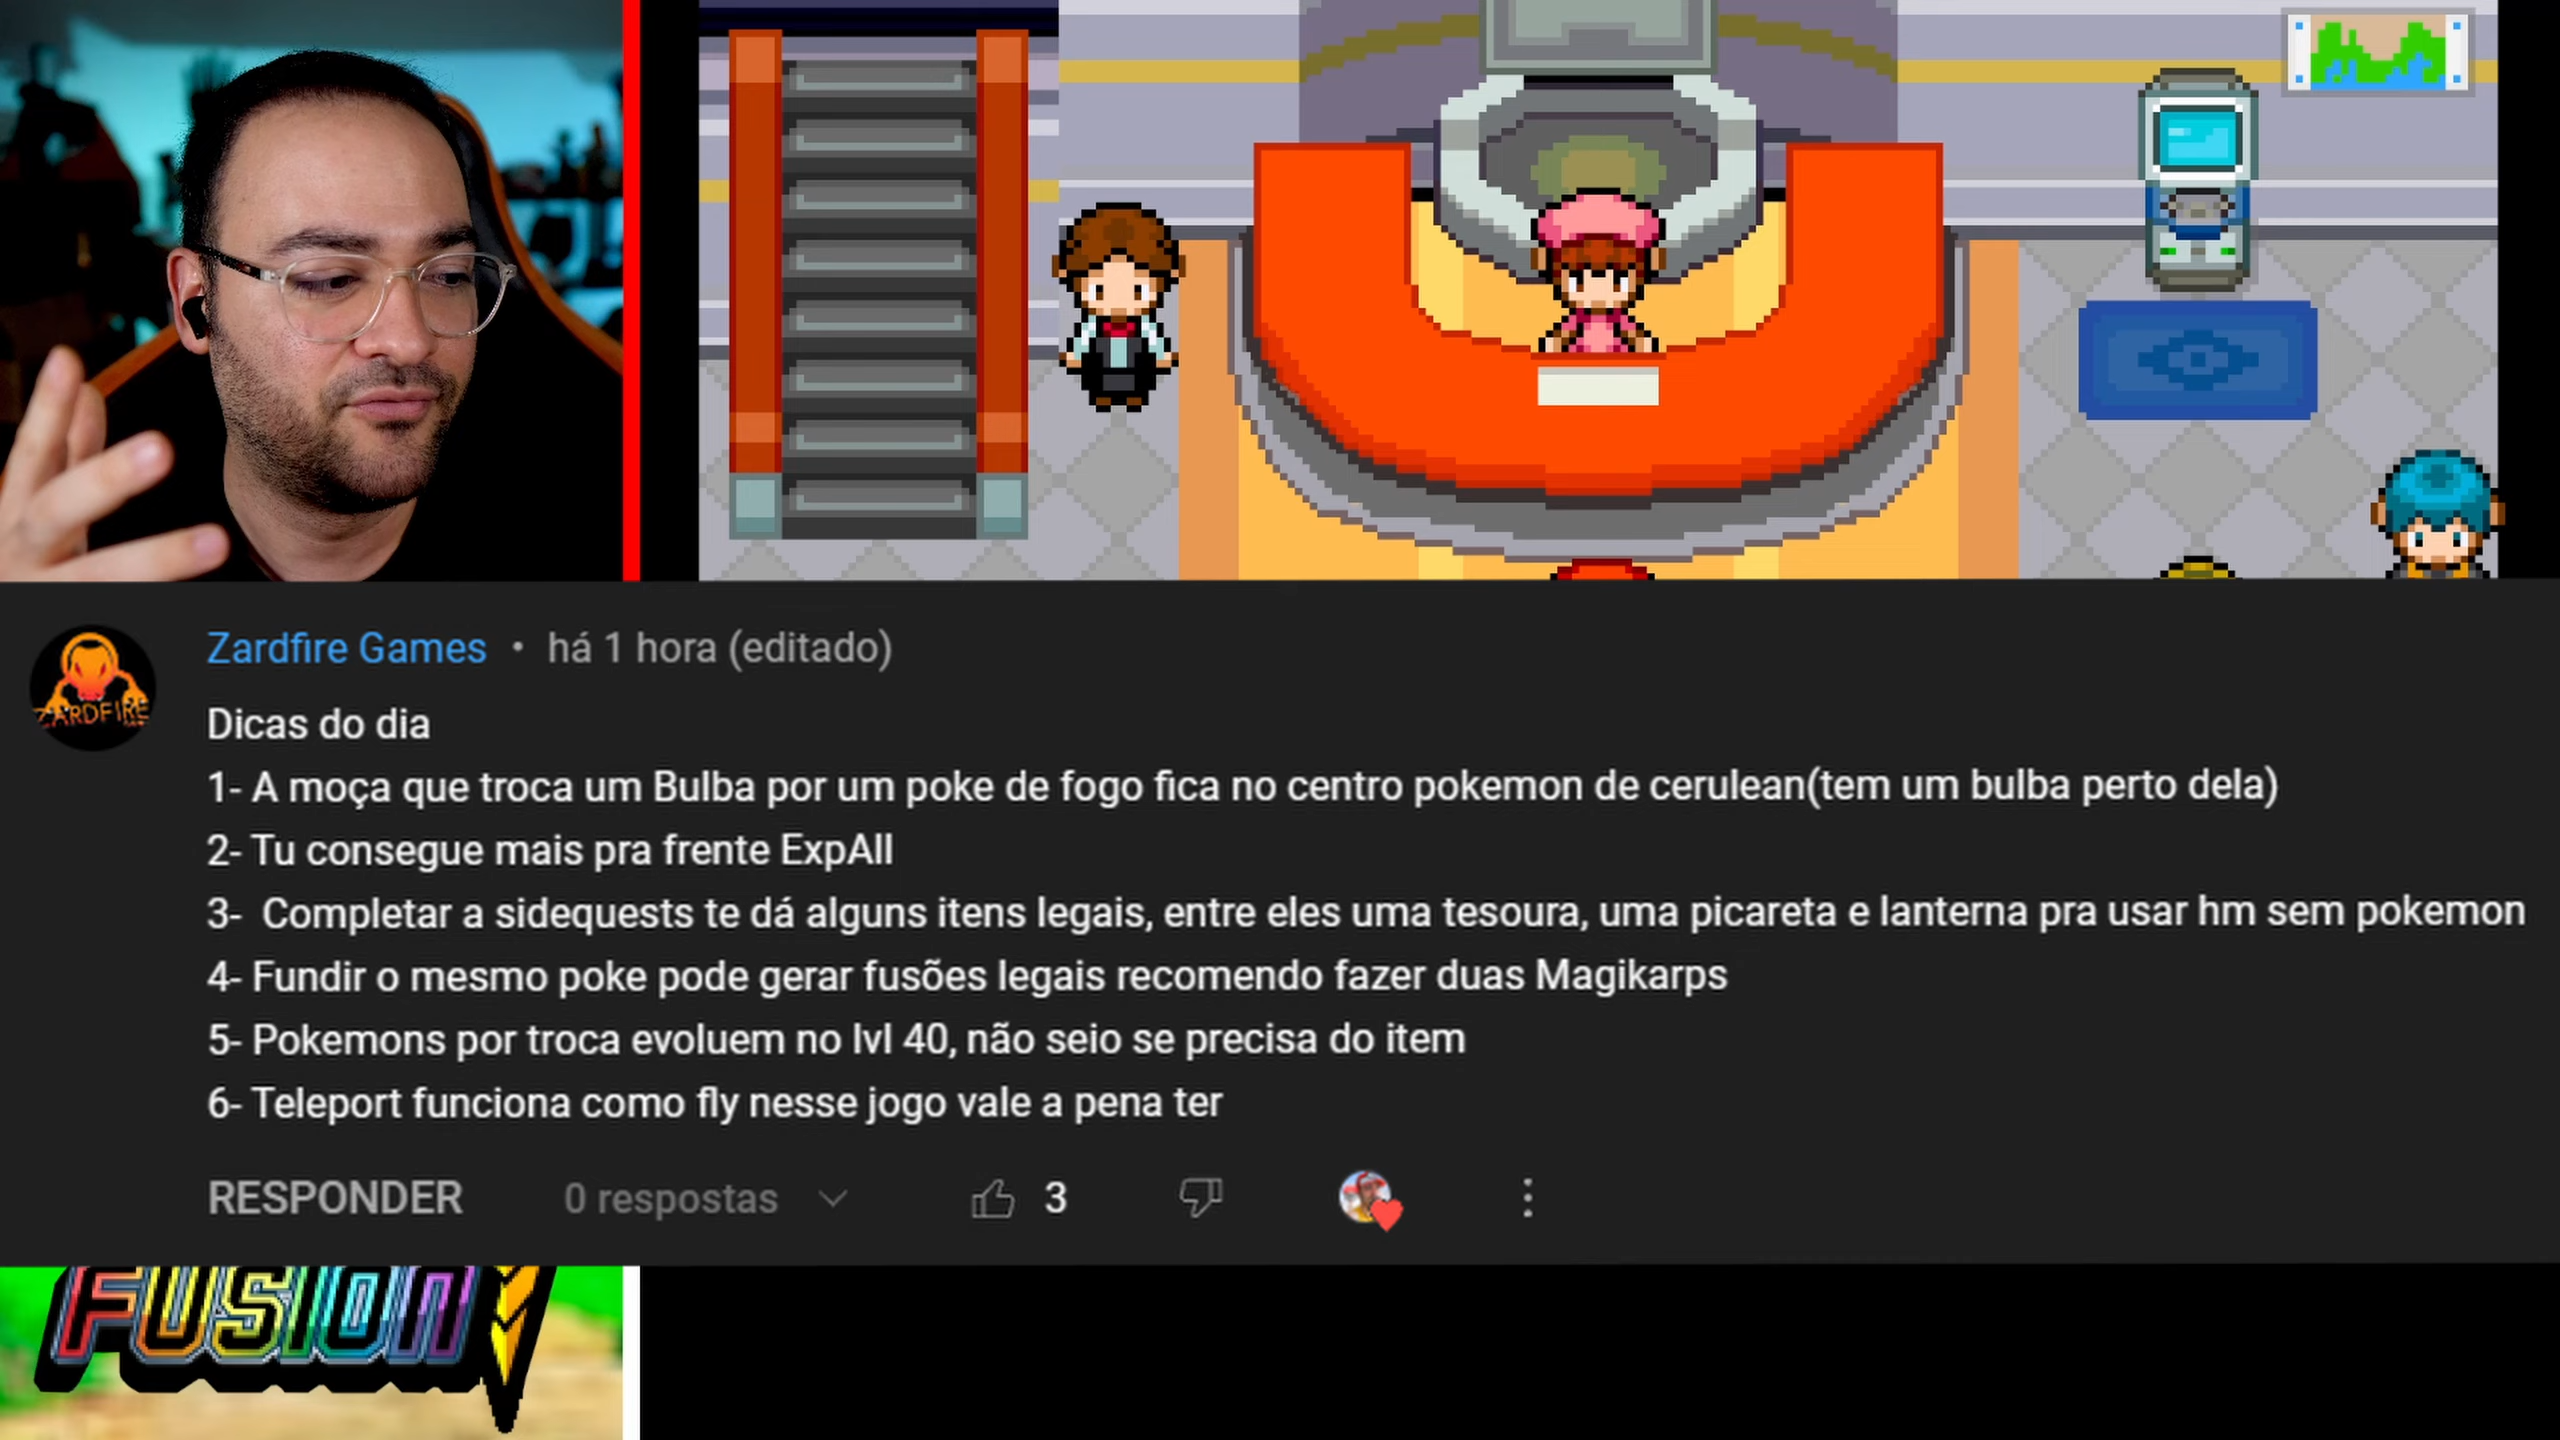 Zardfire Games • há 1 hora (editado)
ZARDFIRE
Dicas do dia
1- A moça que troca um Bulba por um poke de fogo fica no centro pokemon de cerulean(tem um bulba perto dela)
2- Tu consegue mais pra frente ExpAll
3-  Completar a sidequests te dá alguns itens legais, entre eles uma tesoura, uma picareta e lanterna pra usar hm sem pokemon
4- Fundir o mesmo poke pode gerar fusões legais recomendo fazer duas Magikarps
5- Pokemons por troca evoluem no lvl 40, não seio se precisa do item
6- Teleport funciona como fly nesse jogo vale a pena ter
RESPONDER 0 respostas 3
FUSION